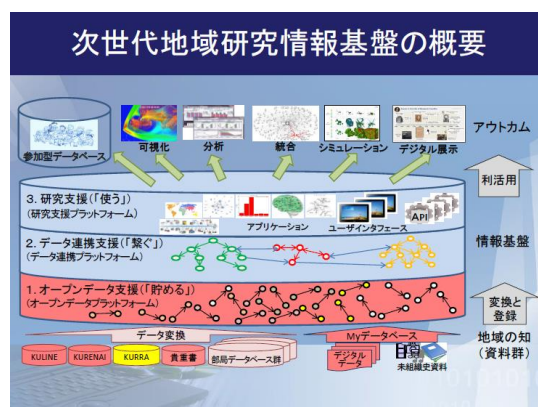 次世代地域研究情報基盤の概要
参加型データベース
可視化
分析
統合
シミュレーション
デジタル展示
アウトカム
利活用
3. 研究支援(「使う」)
(研究支援プラットフォーム)
アプリケーション
ユーザインタフェース
API
2. データ連携支援(「繋ぐ」)
(データ連携プラットフォーム)
情報基盤
1. オープンデータ支援(「貯める」)
(オープンデータプラットフォーム)
変換と
登録
データ変換
Myデータベース
地域の知
(資料群)
KULINE
KURENAI
KURRA
貴重書
部局データベース群
デジタル
データ
未組織史資料